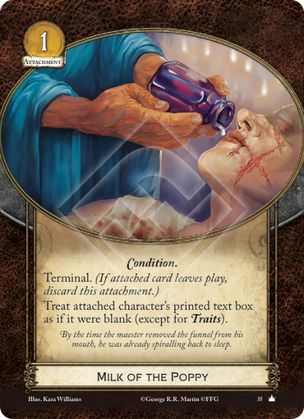 1
ATTACHMENT
Condition.
Terminal. (If attached card leaves play,
discard this attachment.)
Treat attached character's printed text box
as if it were blank (except for Traits).
By the time the maester removed the funnel from his
mouth, he was already spiralling back to sleep.
MILK OF THE POPPY
Illus. Kara Williams ©George R.R. Martin ©FFG 35